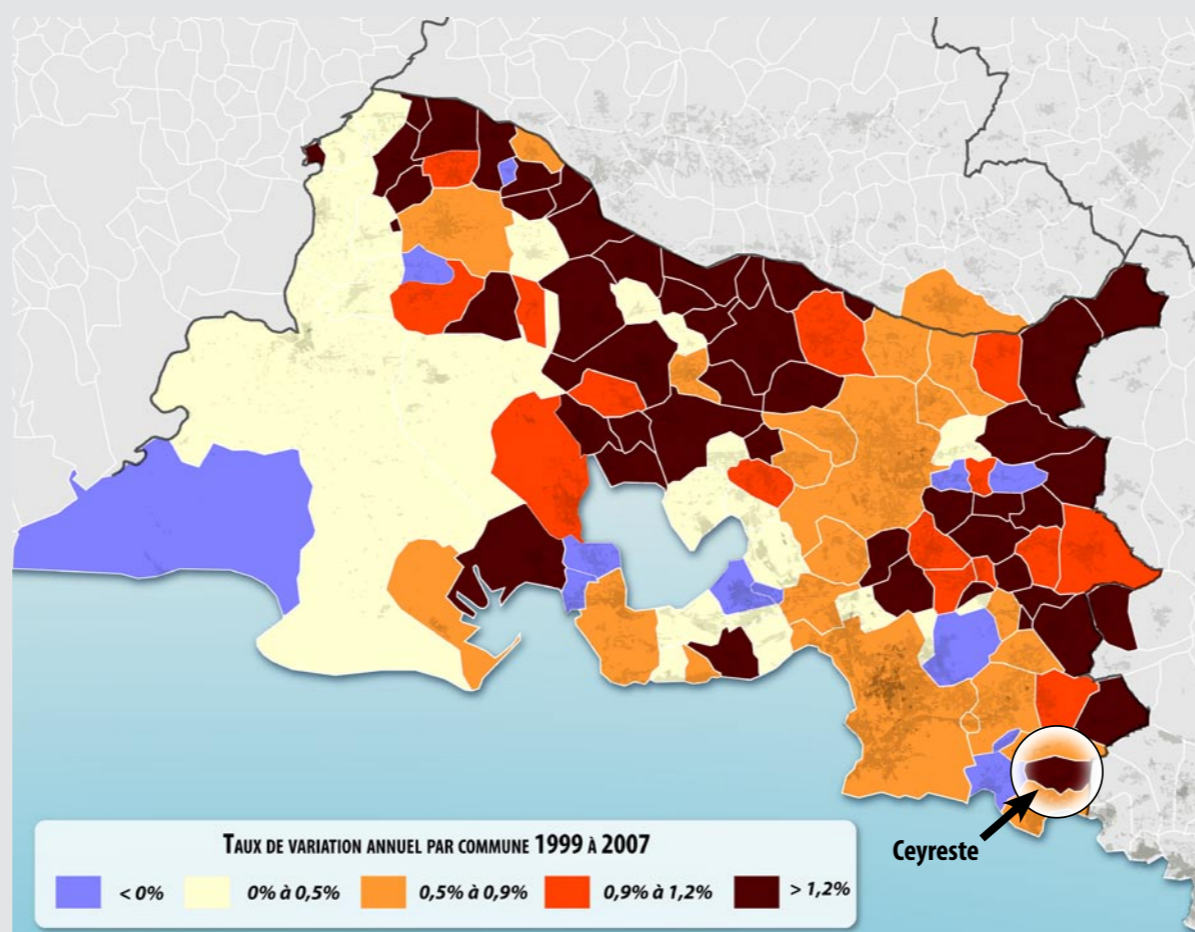 Ceyreste
TAUX DE VARIATION ANNUEL PAR COMMUNE 1999 À 2007
< 0% 0% à 0,5% 0,5% à 0,9% 0,9% à 1,2% > 1,2%